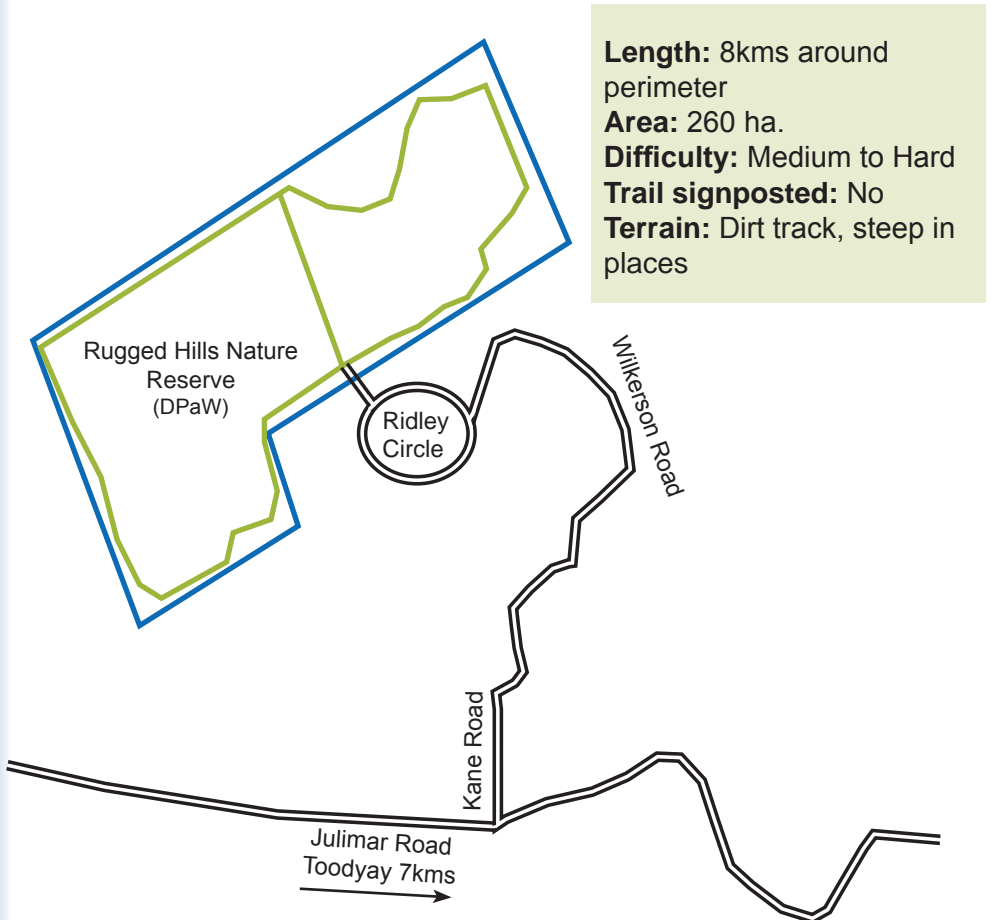 Length: 8kms around
perimeter
Area: 260 ha.
Difficulty: Medium to Hard
Trail signposted: No
Terrain: Dirt track, steep in
places
Rugged Hills Nature
Reserve
(DPaW)
Ridley
Circle
Wilkerson Road
Kane Road
Julimar Road
Toodyay 7kms